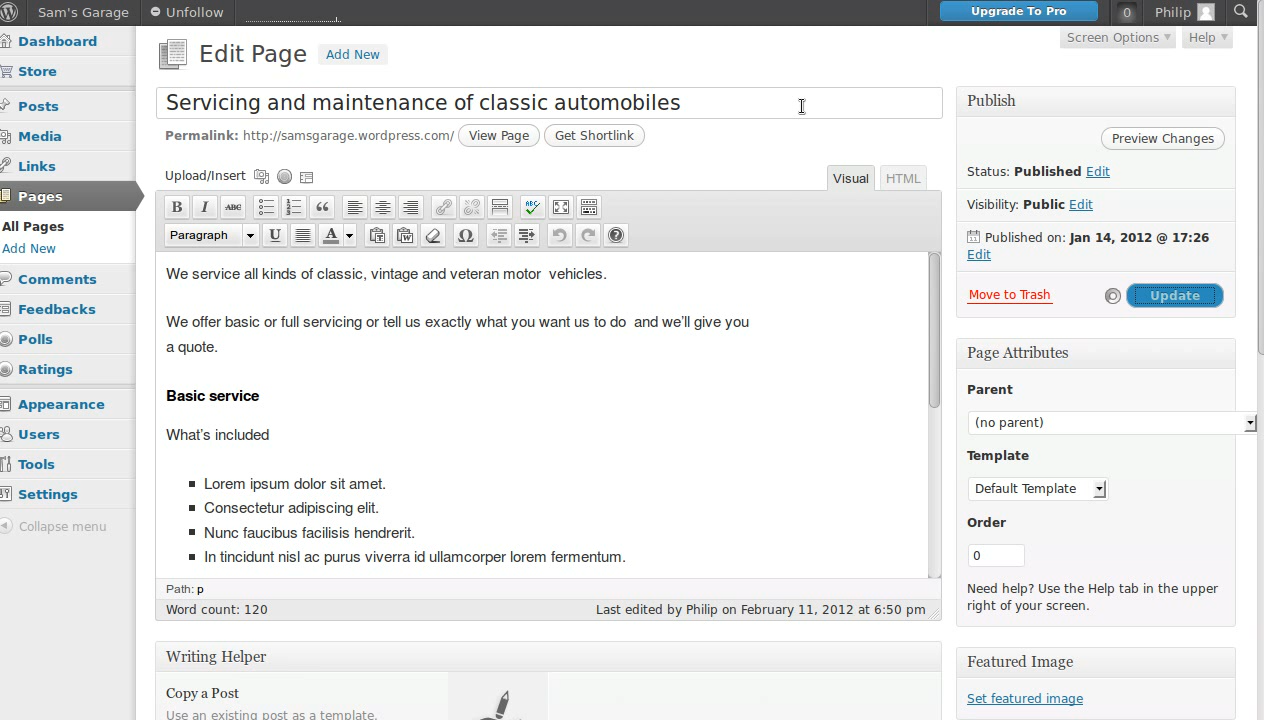 Sam's Garage Unfollow Upgrade To Pro 0 Philip
Dashboard
Store
Posts
Media
Links
Pages
All Pages
Add New
Comments
Feedbacks
Polls
Ratings
Appearance
Users
Tools
Settings
Collapse menu
Screen Options Help
Edit Page Add New
Servicing and maintenance of classic automobiles
Permalink: http://samsgarage.wordpress.com/ View Page Get Shortlink
Upload/Insert Visual HTML
B I ABC ABC
Paragraph U A Ω
We service all kinds of classic, vintage and veteran motor vehicles.
We offer basic or full servicing or tell us exactly what you want us to do and we'll give you
a quote.
Basic service
What's included
Lorem ipsum dolor sit amet.
Consectetur adipiscing elit.
Nunc faucibus facilisis hendrerit.
In tincidunt nisl ac purus viverra id ullamcorper lorem fermentum.
Path: p
Word count: 120 Last edited by Philip on February 11, 2012 at 6:50 pm
Writing Helper
Copy a Post
Use an existing post as a template.
Publish
Preview Changes
Status: Published Edit
Visibility: Public Edit
Published on: Jan 14, 2012 @ 17:26
Edit
Move to Trash Update
Page Attributes
Parent
(no parent)
Template
Default Template
Order
0
Need help? Use the Help tab in the upper
right of your screen.
Featured Image
Set featured image